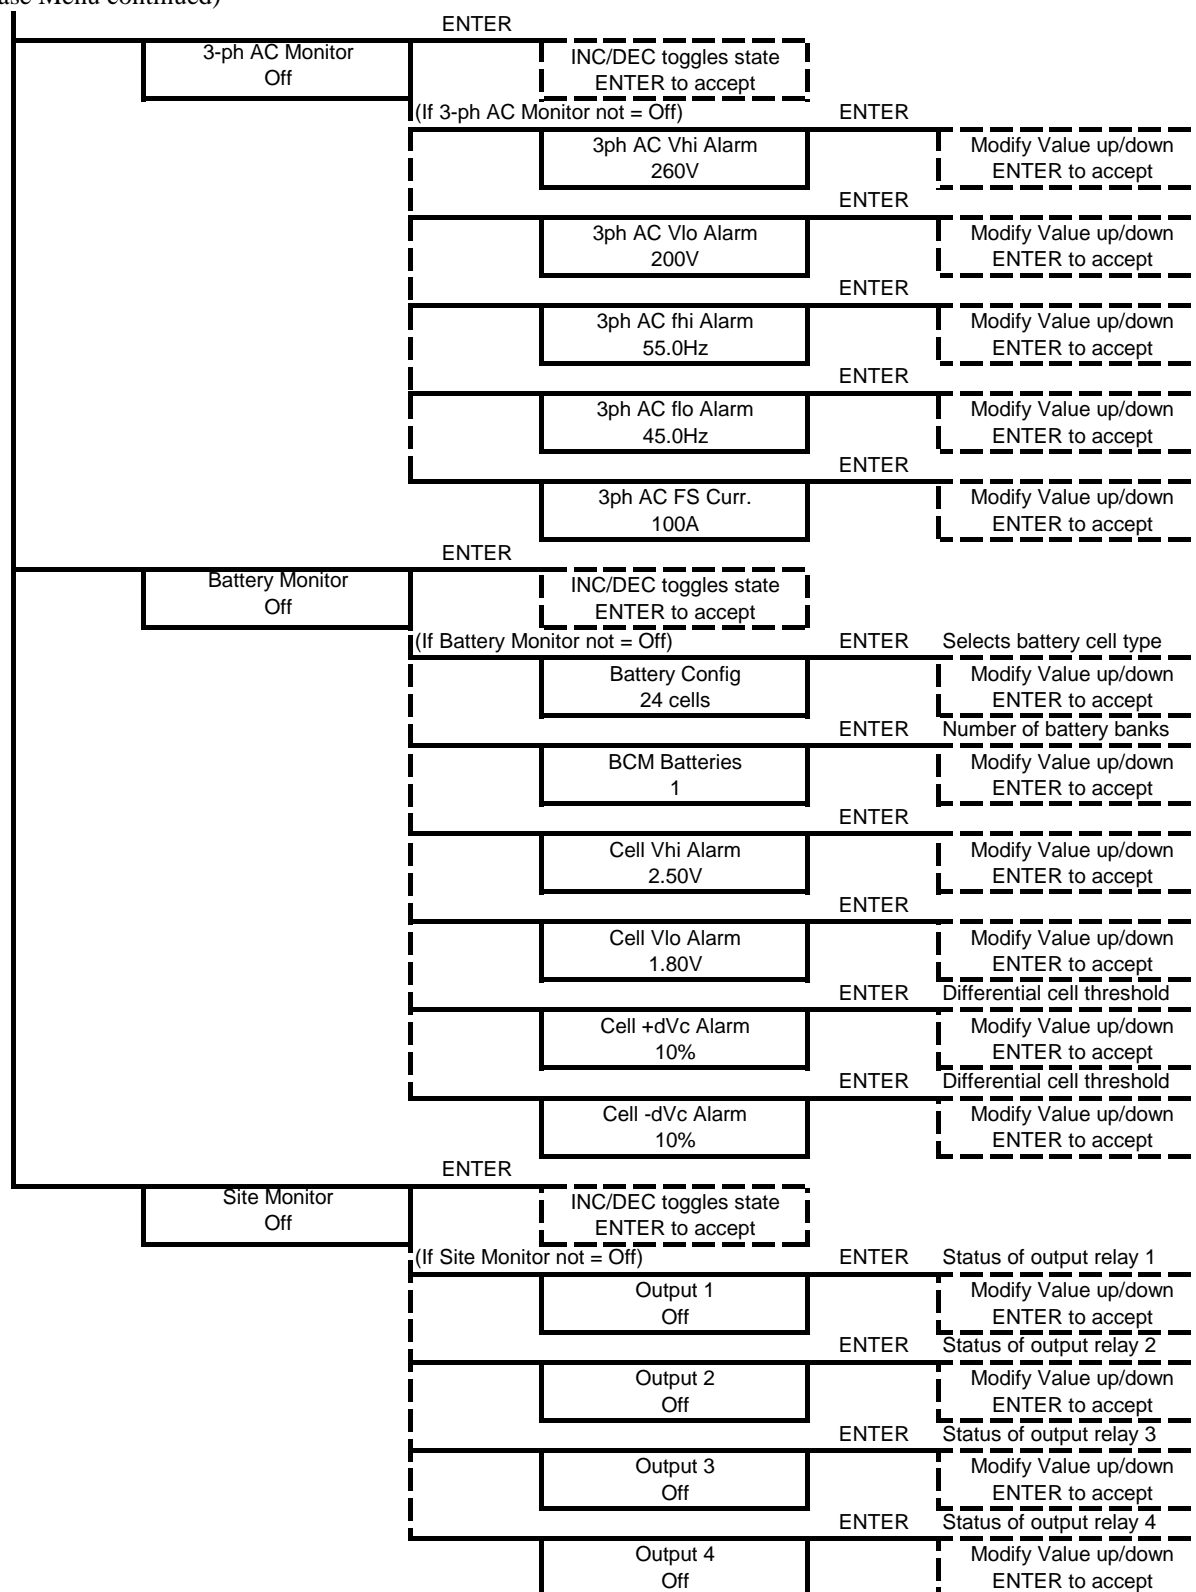 ase Menu continued)
ENTER
3-ph AC Monitor
Off
INC/DEC toggles state
ENTER to accept
(If 3-ph AC Monitor not = Off)
ENTER
3ph AC Vhi Alarm
260V
Modify Value up/down
ENTER to accept
ENTER
3ph AC Vlo Alarm
200V
Modify Value up/down
ENTER to accept
ENTER
3ph AC fhi Alarm
55.0Hz
Modify Value up/down
ENTER to accept
ENTER
3ph AC flo Alarm
45.0Hz
Modify Value up/down
ENTER to accept
ENTER
3ph AC FS Curr.
100A
Modify Value up/down
ENTER to accept
ENTER
Battery Monitor
Off
INC/DEC toggles state
ENTER to accept
(If Battery Monitor not = Off)
ENTER
Selects battery cell type
Battery Config
24 cells
Modify Value up/down
ENTER to accept
ENTER
Number of battery banks
BCM Batteries
1
Modify Value up/down
ENTER to accept
ENTER
Cell Vhi Alarm
2.50V
Modify Value up/down
ENTER to accept
ENTER
Cell Vlo Alarm
1.80V
Modify Value up/down
ENTER to accept
ENTER
Differential cell threshold
Cell +dVc Alarm
10%
Modify Value up/down
ENTER to accept
ENTER
Differential cell threshold
Cell -dVc Alarm
10%
Modify Value up/down
ENTER to accept
ENTER
Site Monitor
Off
INC/DEC toggles state
ENTER to accept
(If Site Monitor not = Off)
ENTER
Status of output relay 1
Output 1
Off
Modify Value up/down
ENTER to accept
ENTER
Status of output relay 2
Output 2
Off
Modify Value up/down
ENTER to accept
ENTER
Status of output relay 3
Output 3
Off
Modify Value up/down
ENTER to accept
ENTER
Status of output relay 4
Output 4
Off
Modify Value up/down
ENTER to accept